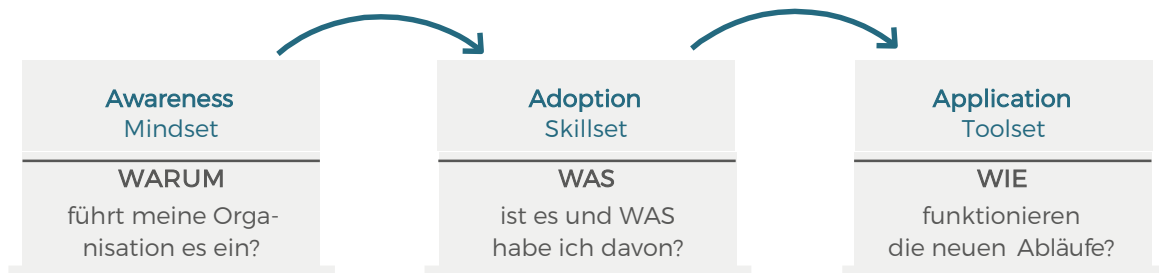 Awareness
Mindset
WARUM
führt meine Orga-
nisation es ein?
Adoption
Skillset
WAS
ist es und WAS
habe ich davon?
Application
Toolset
WIE
funktionieren
die neuen Abläufe?